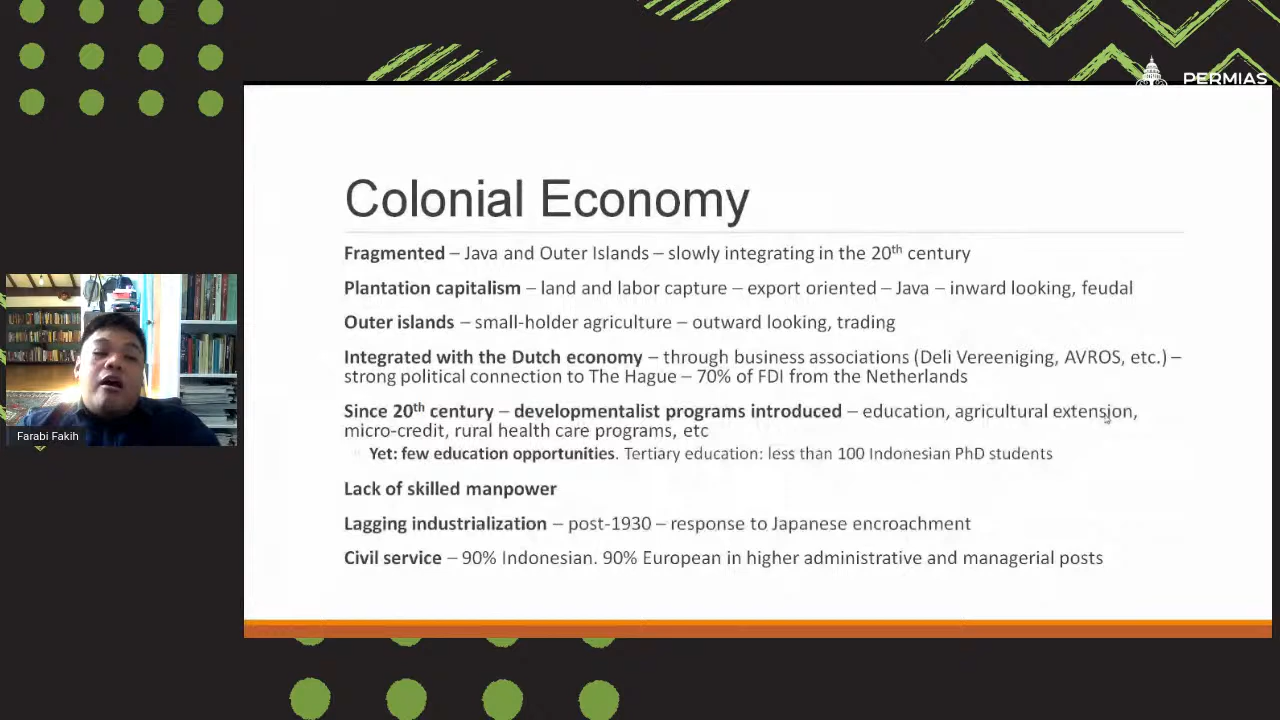 PERMIAS
Colonial Economy
Fragmented – Java and Outer Islands – slowly integrating in the 20th century
Plantation capitalism – land and labor capture – export oriented – Java – inward looking, feudal
Outer islands – small-holder agriculture – outward looking, trading
Integrated with the Dutch economy – through business associations (Deli Vereeniging, AVROS, etc.) –
strong political connection to The Hague – 70% of FDI from the Netherlands
Since 20th century – developmentalist programs introduced – education, agricultural extension,
micro-credit, rural health care programs, etc
Yet: few education opportunities. Tertiary education: less than 100 Indonesian PhD students
Lack of skilled manpower
Lagging industrialization – post-1930 – response to Japanese encroachment
Civil service – 90% Indonesian. 90% European in higher administrative and managerial posts
Farabi Fakih